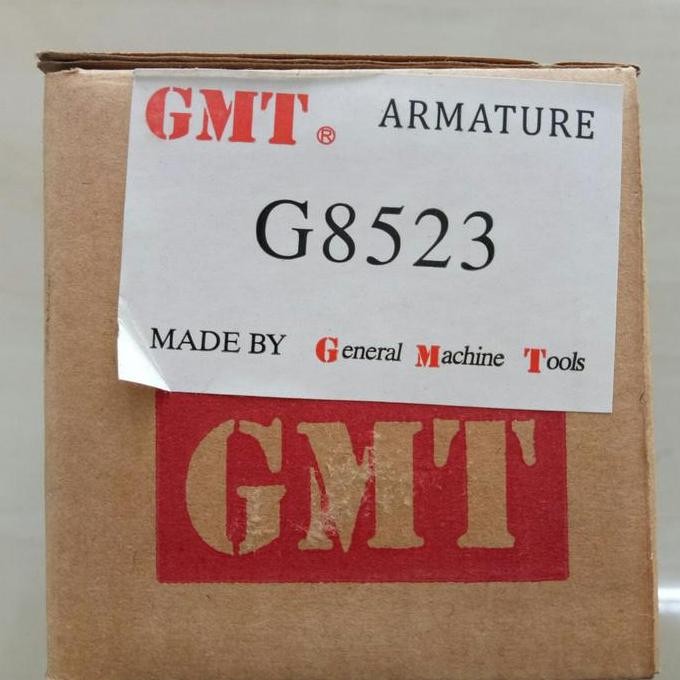 GMT ® ARMATURE
G8523
MADE BY General Machine Tools
GMT